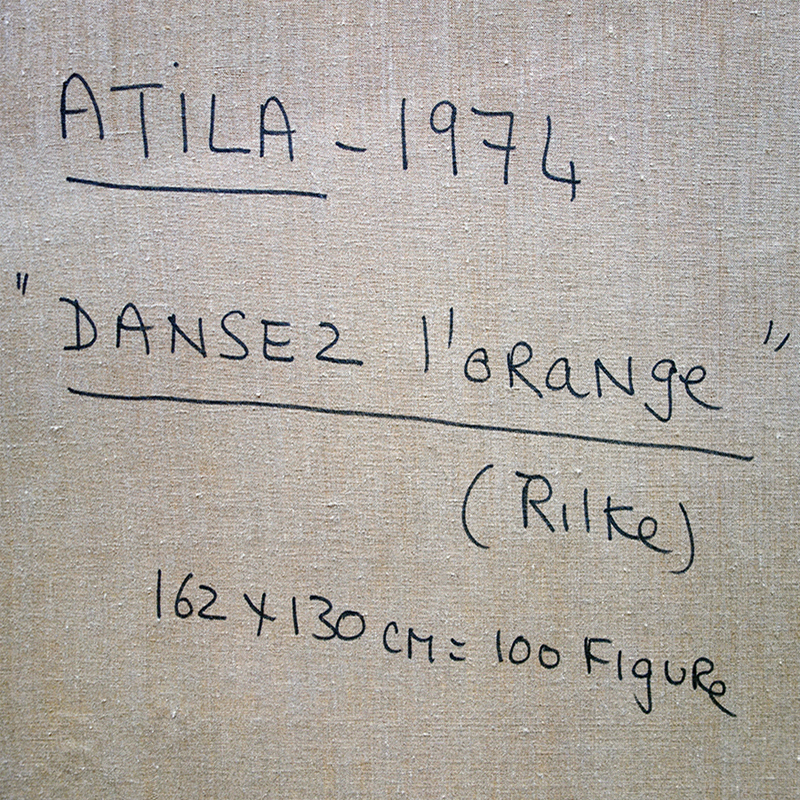 ATiLA - 1974
"DANSEZ l'ORaNge"
(RilKe)
162 x 130 cm = 100 FIguRe